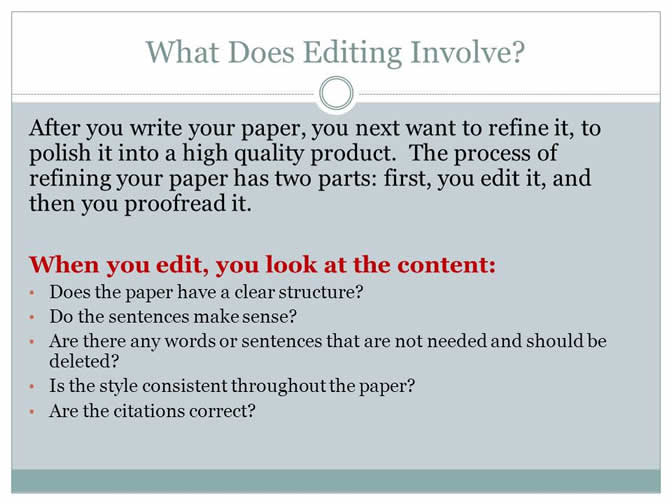 What Does Editing Involve?
After you write your paper, you next want to refine it, to
polish it into a high quality product.  The process of
refining your paper has two parts: first, you edit it, and
then you proofread it.
When you edit, you look at the content:
• Does the paper have a clear structure?
• Do the sentences make sense?
• Are there any words or sentences that are not needed and should be
deleted?
• Is the style consistent throughout the paper?
• Are the citations correct?